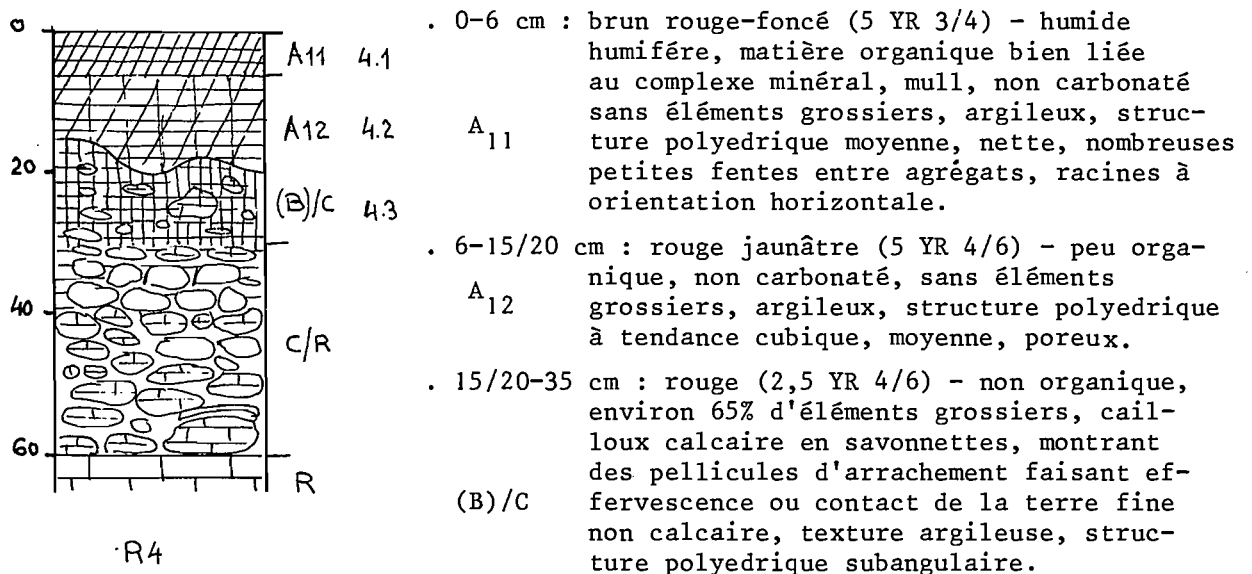 0
20
40
60
A11 4.1
A12 4.2
(B)/C 4.3
C/R
R
R4
. 0-6 cm : brun rouge-foncé (5 YR 3/4) - humide
humifére, matière organique bien liée
au complexe minéral, mull, non carbonaté
sans éléments grossiers, argileux, struc-
A11 ture polyedrique moyenne, nette, nombreuses
petites fentes entre agrégats, racines à
orientation horizontale.
. 6-15/20 cm : rouge jaunâtre (5 YR 4/6) - peu orga-
nique, non carbonaté, sans éléments
A12 grossiers, argileux, structure polyedrique
à tendance cubique, moyenne, poreux.
. 15/20-35 cm : rouge (2,5 YR 4/6) - non organique,
environ 65% d'éléments grossiers, cail-
loux calcaire en savonnettes, montrant
des pellicules d'arrachement faisant ef-
(B)/C fervescence ou contact de la terre fine
non calcaire, texture argileuse, struc-
ture polyedrique subangulaire.